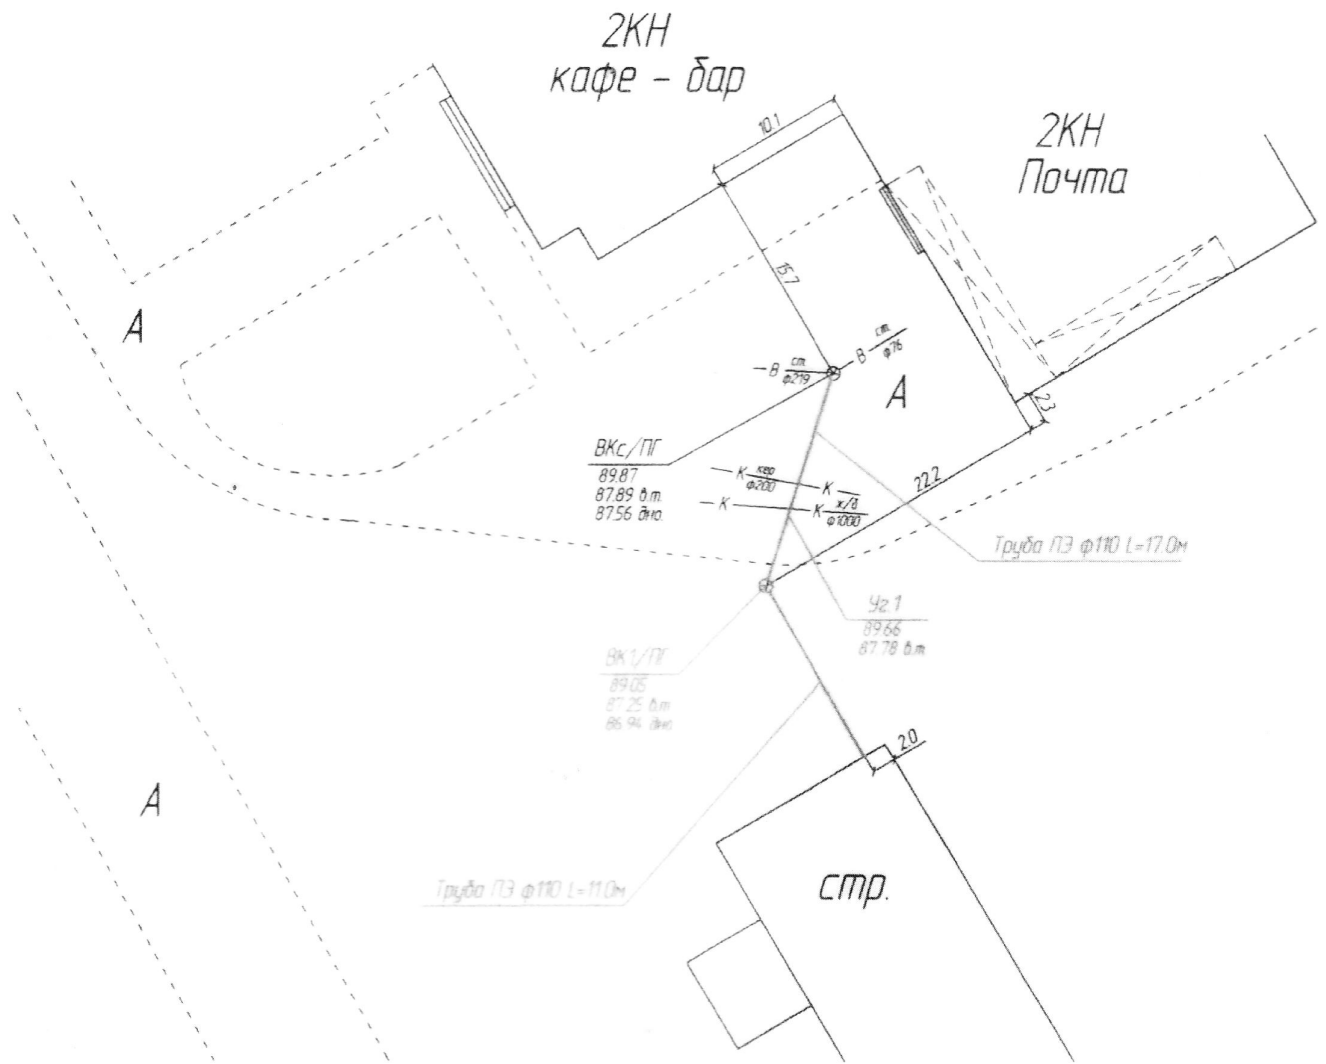 2КН
кафе - бар
2КН
Почта
10.1
15.7
А
В ст. ф76
В ст. ф219
А
2.3
ВКс/ПГ
89.87
87.89 в.т.
87.56 дно.
К кер ф200 К
К К ж/б ф1000
22.2
Труба ПЭ ф110 L=17.0м
Уг.1
89.66
87.78 в.т.
ВК1/ПГ
89.05
87.25 в.т.
86.94 дно
2.0
А
Труба ПЭ ф110 L=11.0м
стр.